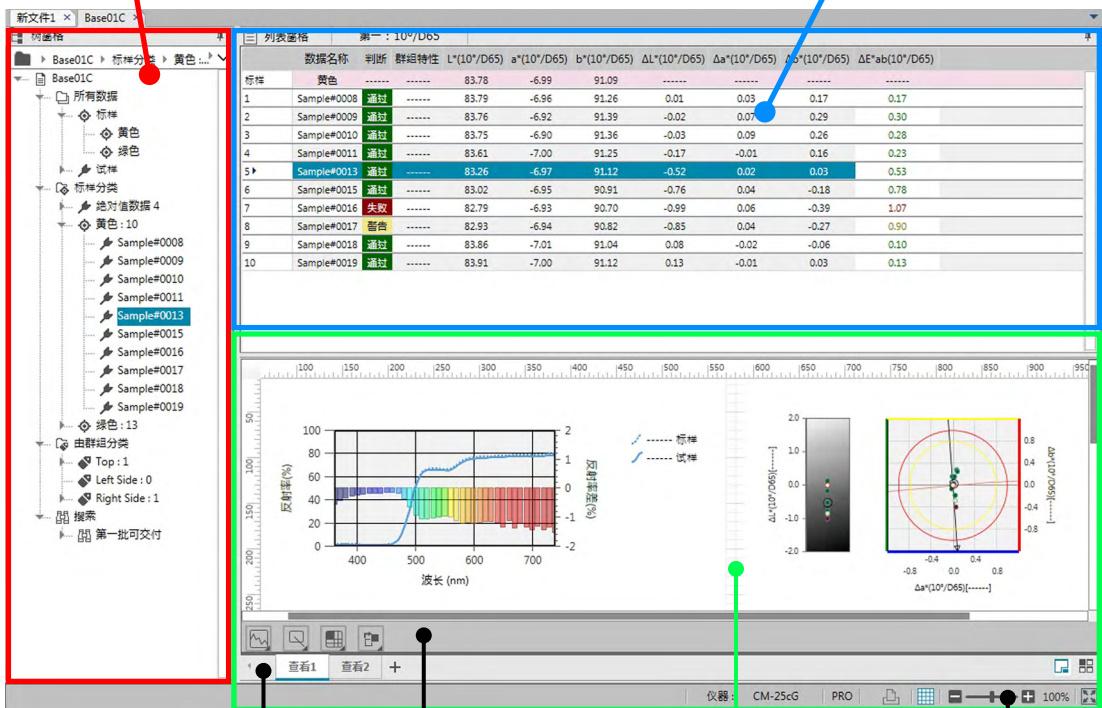 新文件1 × Base01C ×
树窗格
Base01C 标样分类 黄色:...
Base01C
所有数据
标样
黄色
绿色
试样
标样分类
绝对值数据 4
黄色 : 10
Sample#0008
Sample#0009
Sample#0010
Sample#0011
Sample#0013
Sample#0015
Sample#0016
Sample#0017
Sample#0018
Sample#0019
绿色 : 13
由群组分类
Top : 1
Left Side : 0
Right Side : 1
搜索
第一批可交付
列表窗格 第一 : 10°/D65
数据名称 判断 群组特性 L*(10°/D65) a*(10°/D65) b*(10°/D65) ΔL*(10°/D65) Δa*(10°/D65) Δb*(10°/D65) ΔE*ab(10°/D65)
标样 黄色 ------ ------ 83.78 -6.99 91.09 ------ ------ ------ ------
1 Sample#0008 通过 ------ 83.79 -6.96 91.26 0.01 0.03 0.17 0.17
2 Sample#0009 通过 ------ 83.76 -6.92 91.39 -0.02 0.07 0.29 0.30
3 Sample#0010 通过 ------ 83.75 -6.90 91.36 -0.03 0.09 0.26 0.28
4 Sample#0011 通过 ------ 83.61 -7.00 91.25 -0.17 -0.01 0.16 0.23
5 Sample#0013 通过 ------ 83.26 -6.97 91.12 -0.52 0.02 0.03 0.53
6 Sample#0015 通过 ------ 83.02 -6.95 90.91 -0.76 0.04 -0.18 0.78
7 Sample#0016 失败 ------ 82.79 -6.93 90.70 -0.99 0.06 -0.39 1.07
8 Sample#0017 警告 ------ 82.93 -6.94 90.82 -0.85 0.04 -0.27 0.90
9 Sample#0018 通过 ------ 83.86 -7.01 91.04 0.08 -0.02 -0.06 0.10
10 Sample#0019 通过 ------ 83.91 -7.00 91.12 0.13 -0.01 0.03 0.13
100 150 200 250 300 350 400 450 500 550 600 650 700 750 800 850 900 950
50
100
150
200
250
反射率(%)
100
80
60
40
20
0
400 500 600 700
波长 (nm)
2
1
0
-1
-2
反射率差(%)
------ 标样
------ 试样
ΔL*(10°/D65)[------]
2.0
1.0
0.0
-1.0
-2.0
0.8
0.4
0.0
-0.4
-0.8
Δb*(10°/D65)[------]
-0.4 0.4
-0.8 0.0 0.8
Δa*(10°/D65)[------]
查看1 查看2 +
仪器 : CM-25cG PRO 100%